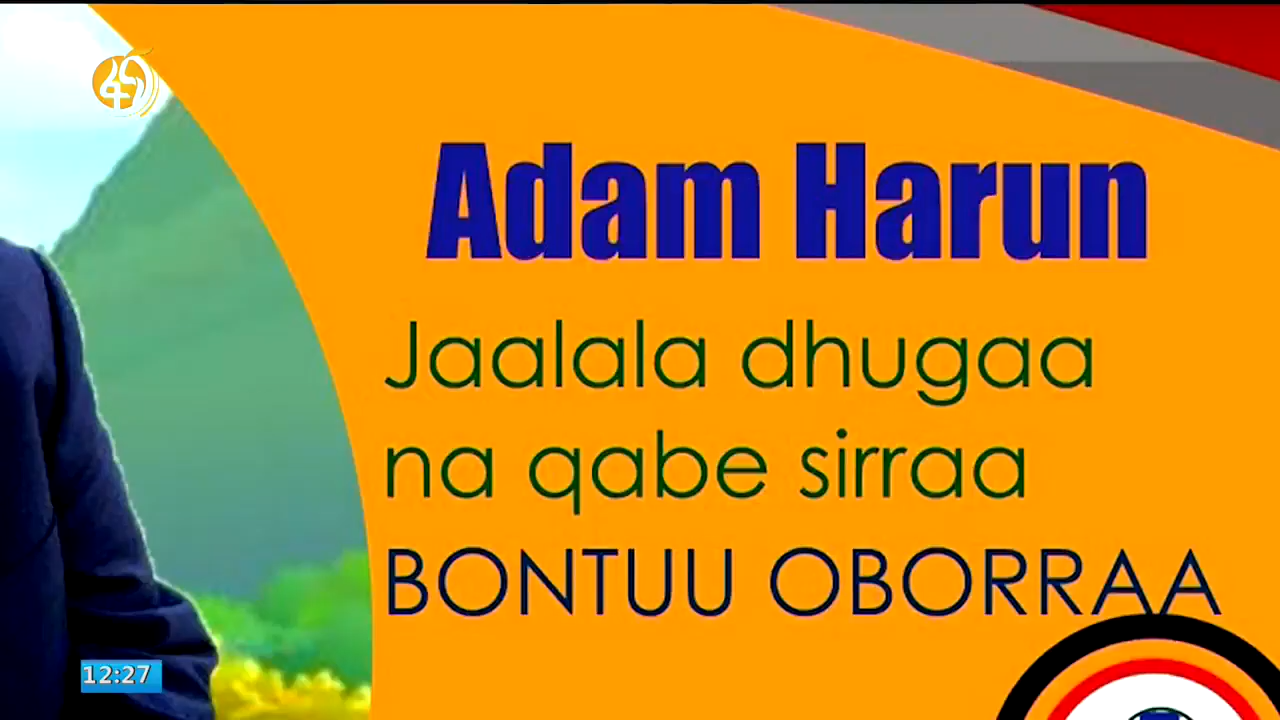 Adam Harun
Jaalala dhugaa
na qabe sirraa
BONTUU OBORRAA
12:27